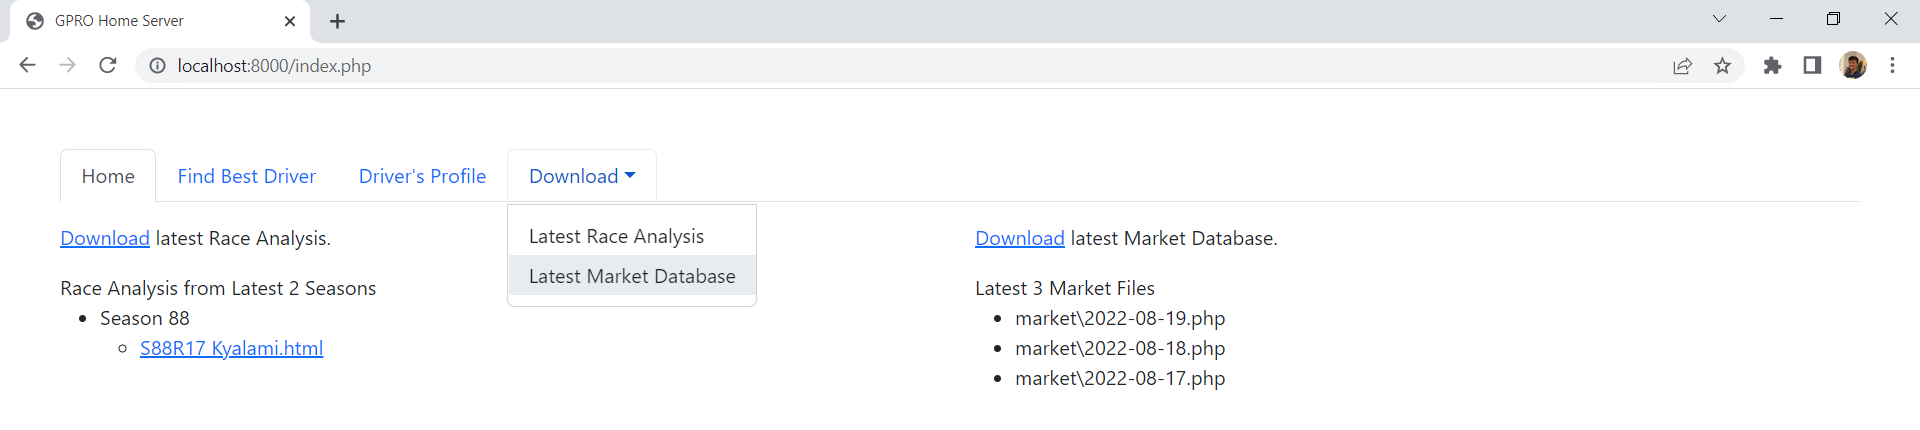 GPRO Home Server
localhost:8000/index.php
Home Find Best Driver Driver's Profile Download
Latest Race Analysis
Latest Market Database
Download latest Race Analysis.
Race Analysis from Latest 2 Seasons
Season 88
S88R17 Kyalami.html
Download latest Market Database.
Latest 3 Market Files
market\2022-08-19.php
market\2022-08-18.php
market\2022-08-17.php